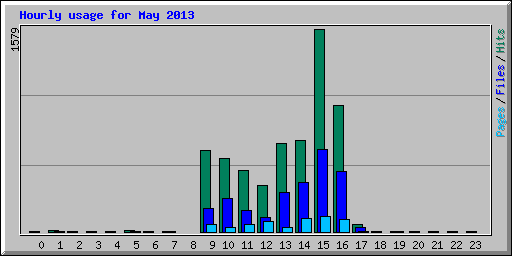 Hourly usage for May 2013
1579
Pages / Files / Hits
0 1 2 3 4 5 6 7 8 9 10 11 12 13 14 15 16 17 18 19 20 21 22 23